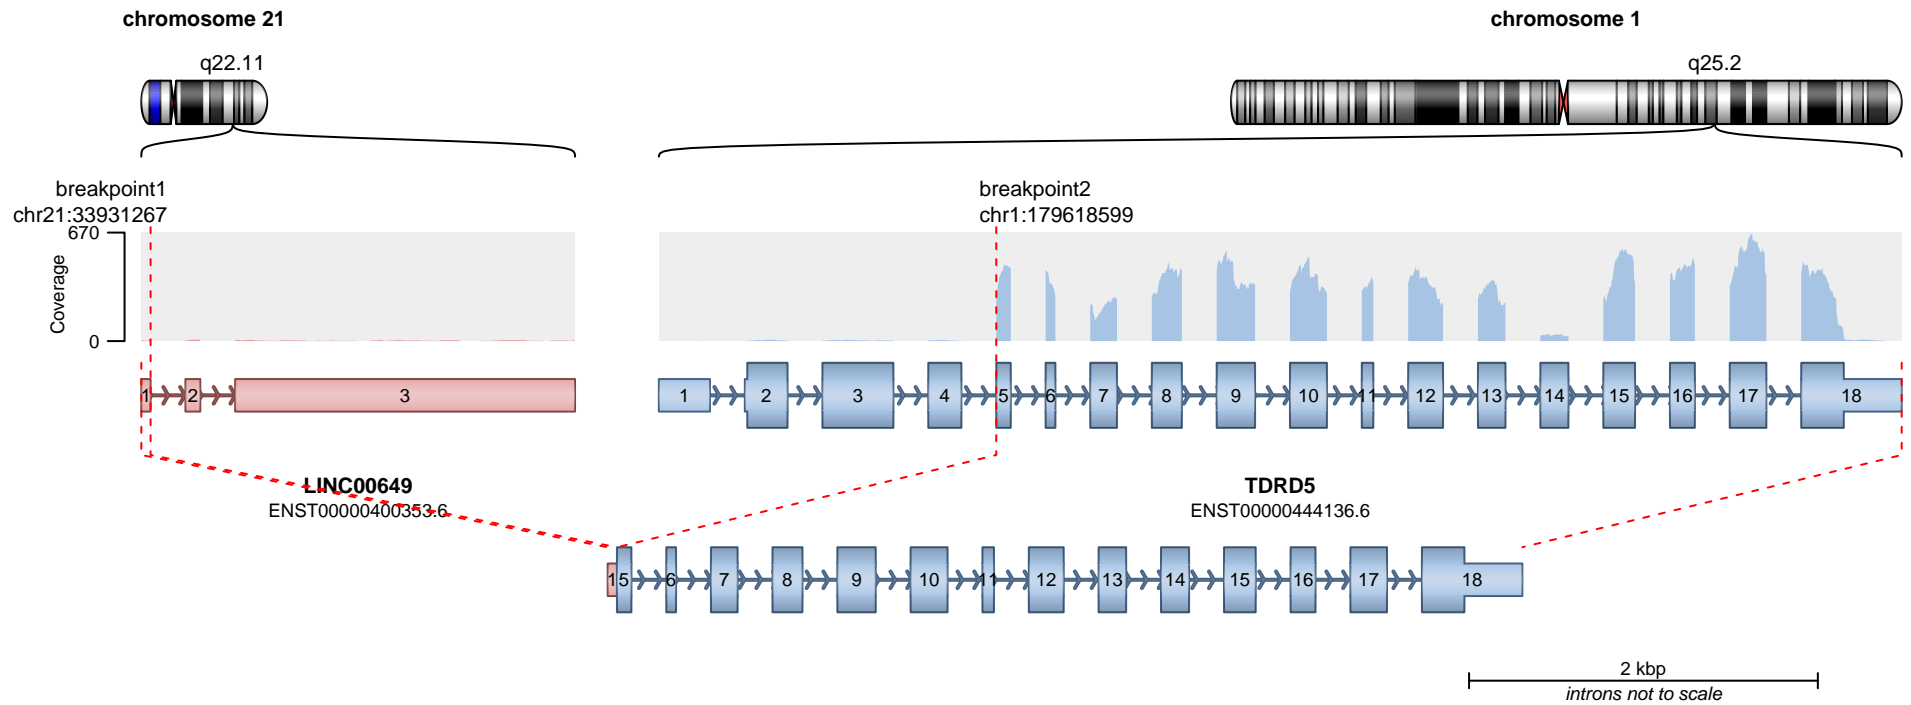 chromosome 21
chromosome 1
q22.11
q25.2
breakpoint1
chr21:33931267
breakpoint2
chr1:179618599
670
Coverage
0
1 2 3
1 2 3 4 5 6 7 8 9 10 11 12 13 14 15 16 17 18
LINC00649
ENST00000400353.6
TDRD5
ENST00000444136.6
1 5 6 7 8 9 10 11 12 13 14 15 16 17 18
2 kbp
introns not to scale